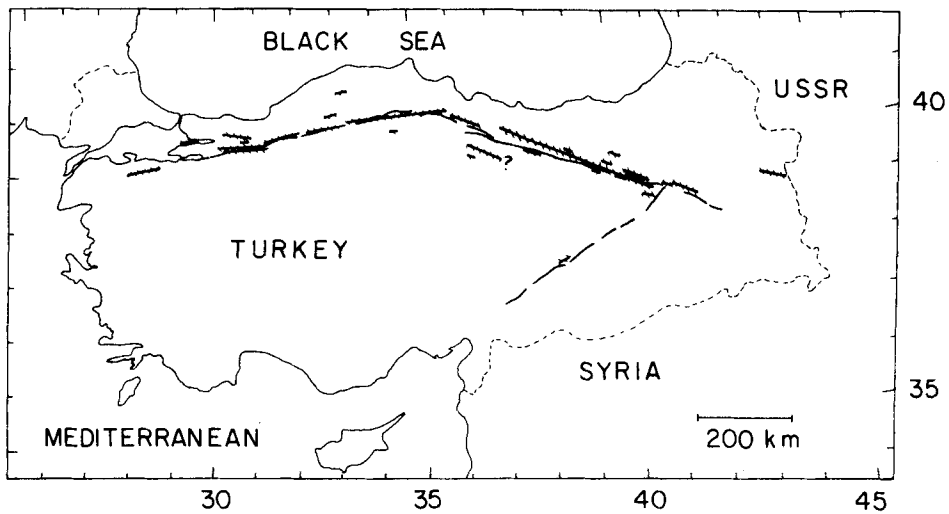 BLACK SEA
USSR
40
?
TURKEY
SYRIA
35
MEDITERRANEAN
200 km
30 35 40 45